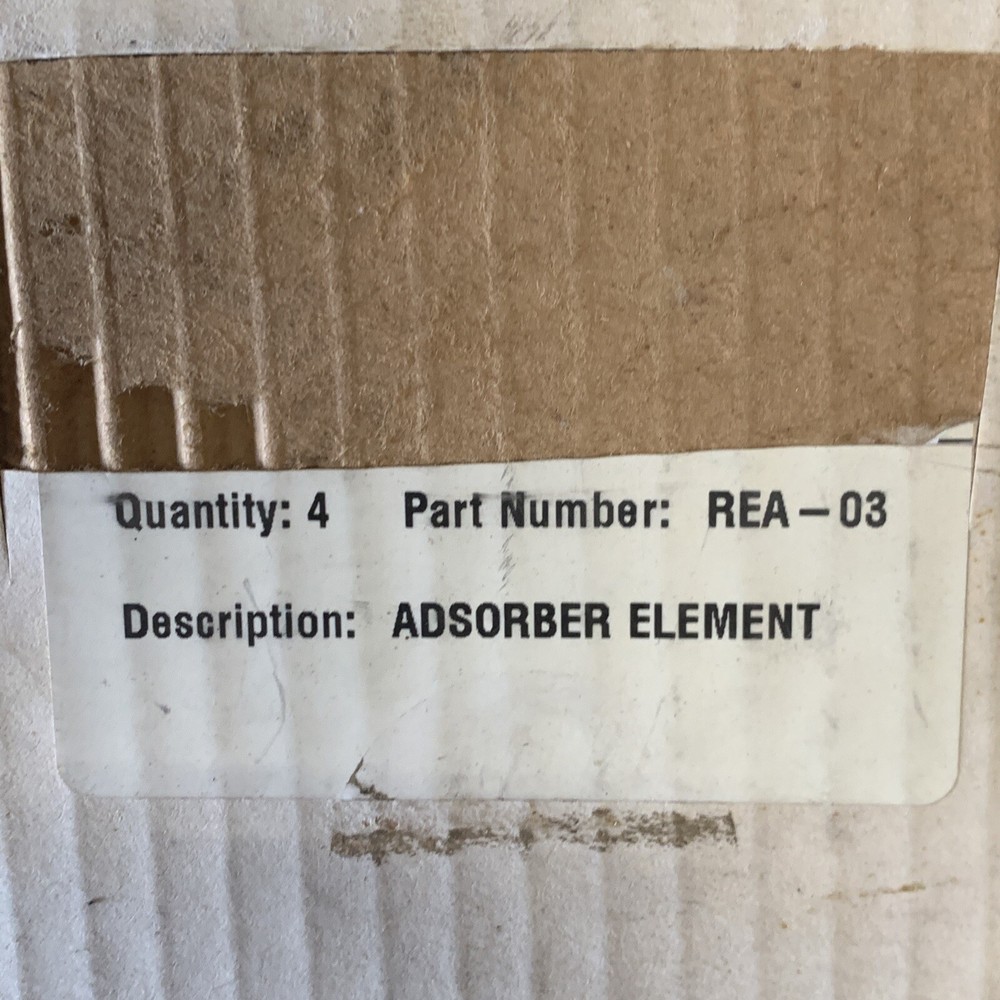 Quantity: 4 Part Number: REA-03
Description: ADSORBER ELEMENT